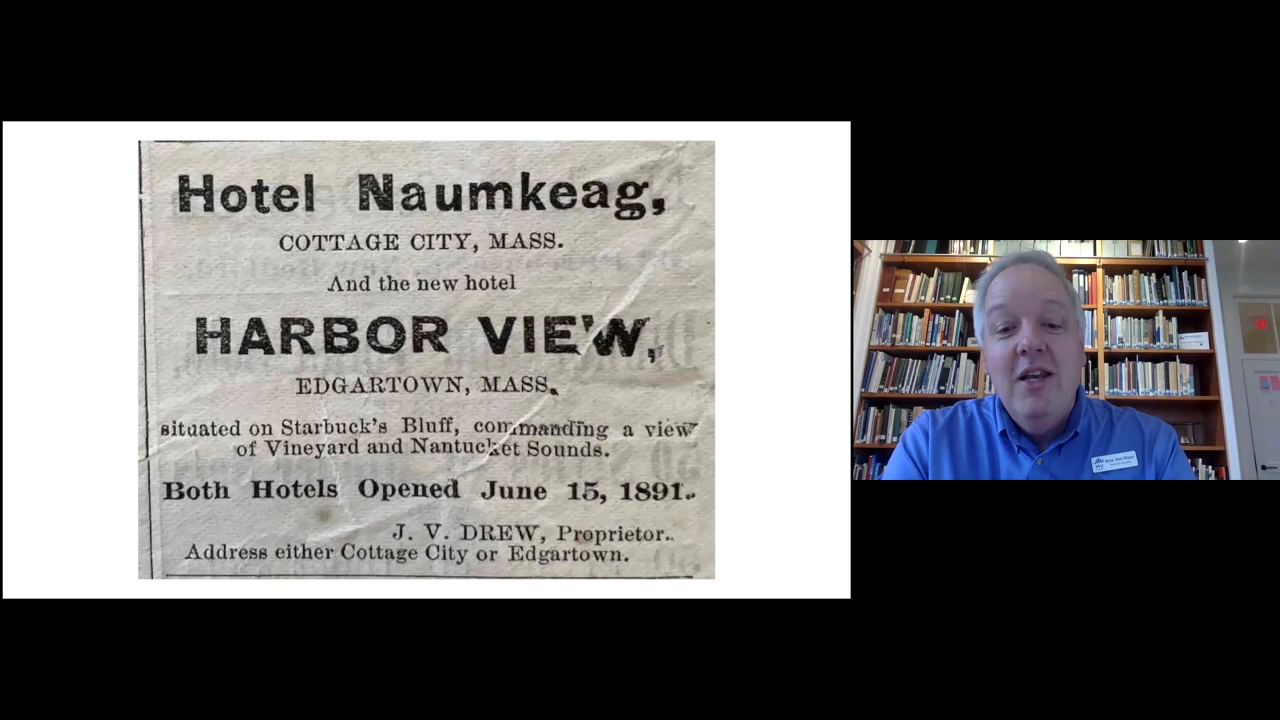 Hotel Naumkeag,
COTTAGE CITY, MASS.
And the new hotel
HARBOR VIEW,
EDGARTOWN, MASS.
situated on Starbuck's Bluff, commanding a view
of Vineyard and Nantucket Sounds.
Both Hotels Opened June 15, 1891.
J. V. DREW, Proprietor.
Address either Cottage City or Edgartown.
MV